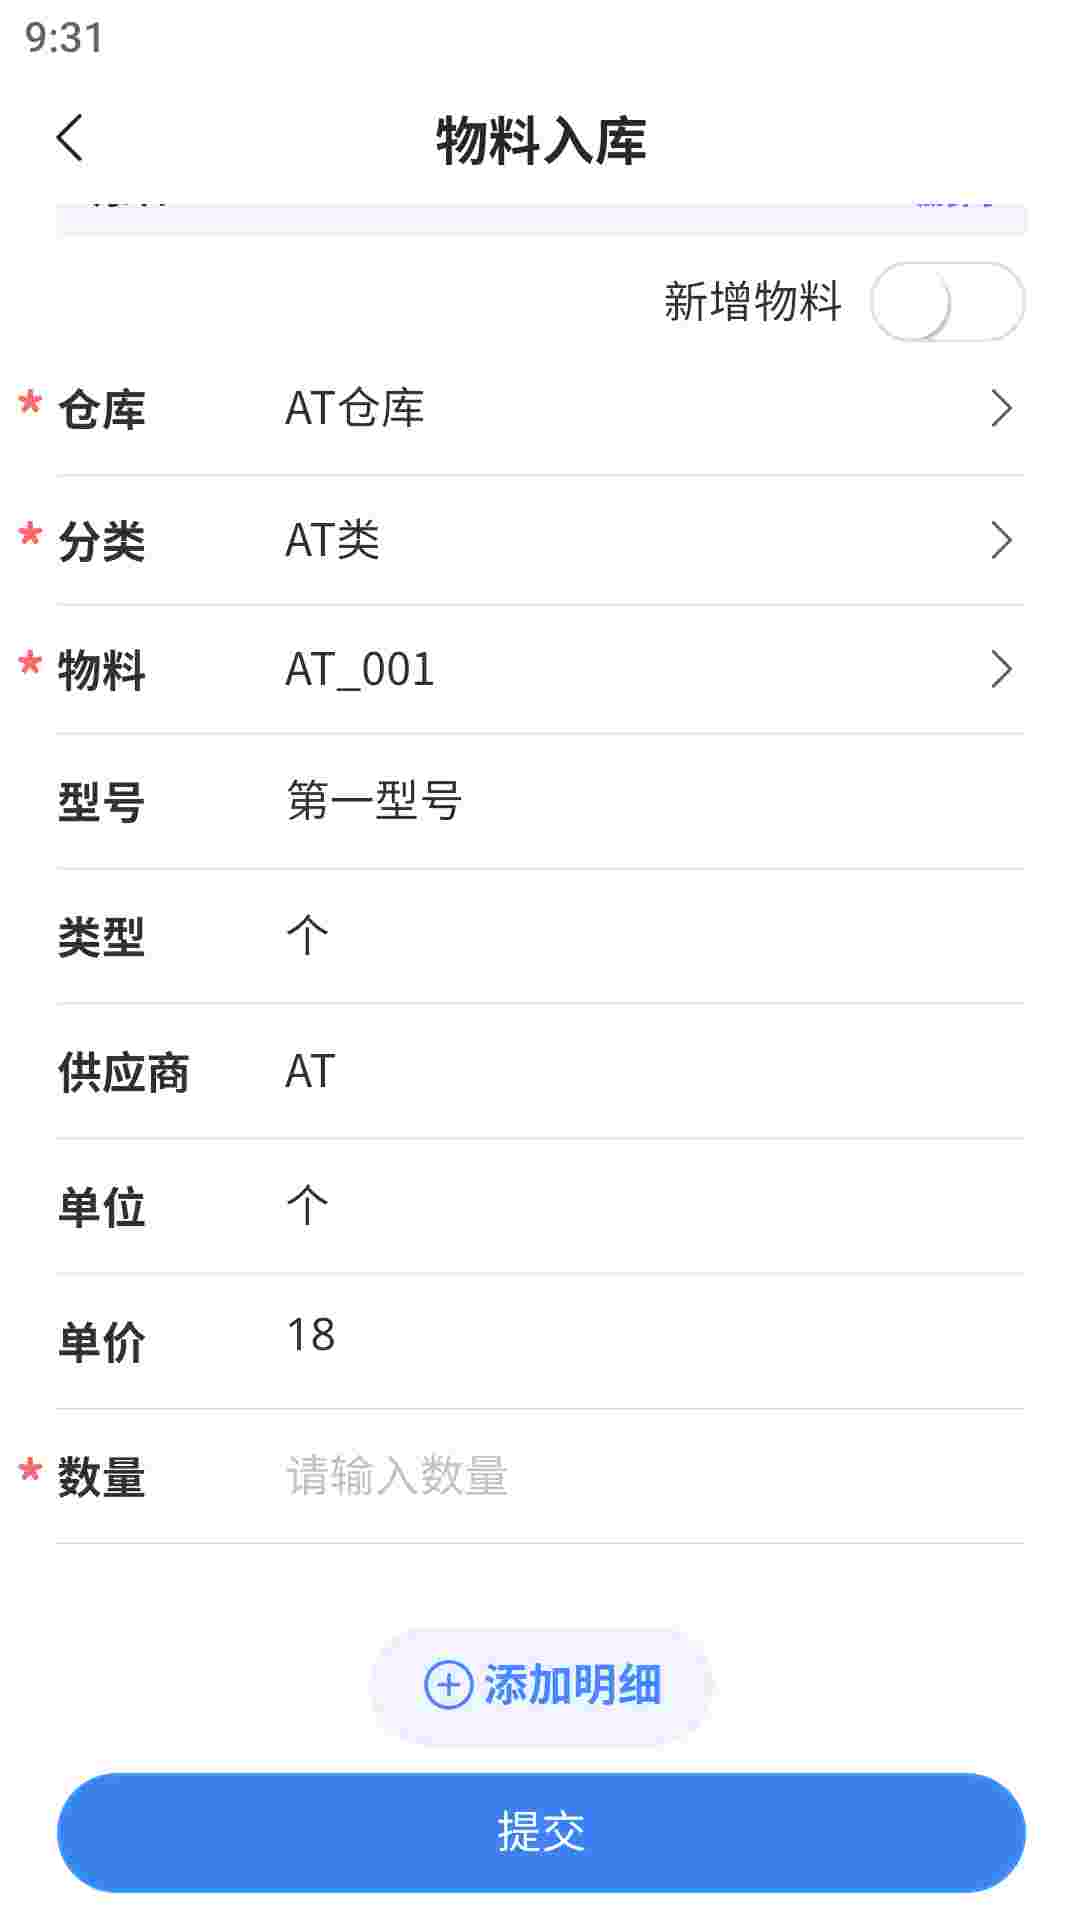 9:31
物料入库
新增物料
* 仓库 AT仓库
* 分类 AT类
* 物料 AT_001
型号 第一型号
类型 个
供应商 AT
单位 个
单价 18
* 数量 请输入数量
添加明细
提交